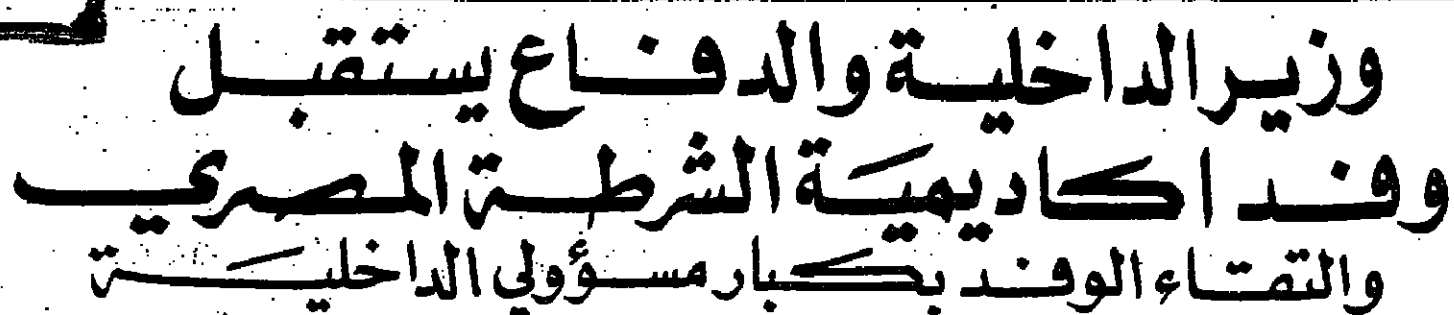 وزير الداخلية والدفاع يستقبل
وفد اكاديمية الشرطة المصري
والتقاء الوفد بكبار مسؤولي الداخلية